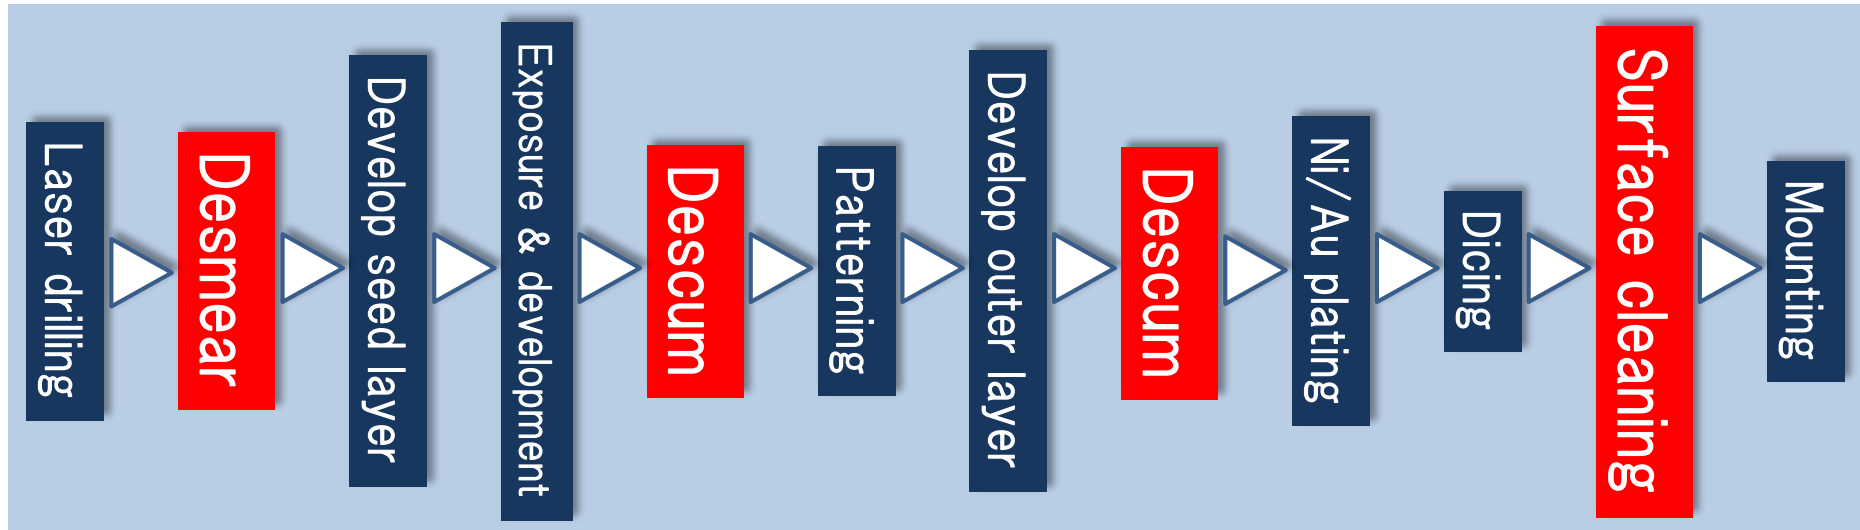 Laser drilling
Desmear
Develop seed layer
Exposure & development
Descum
Patterning
Develop outer layer
Descum
Ni/Au plating
Dicing
Surface cleaning
Mounting